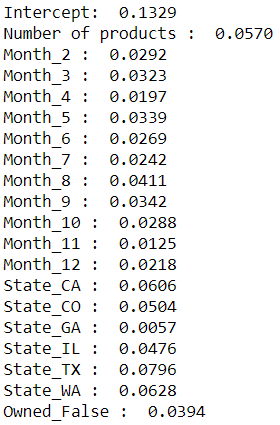 Intercept:  0.1329
Number of products :  0.0570
Month_2 :  0.0292
Month_3 :  0.0323
Month_4 :  0.0197
Month_5 :  0.0339
Month_6 :  0.0269
Month_7 :  0.0242
Month_8 :  0.0411
Month_9 :  0.0342
Month_10 :  0.0288
Month_11 :  0.0125
Month_12 :  0.0218
State_CA :  0.0606
State_CO :  0.0504
State_GA :  0.0057
State_IL :  0.0476
State_TX :  0.0796
State_WA :  0.0628
Owned_False :  0.0394